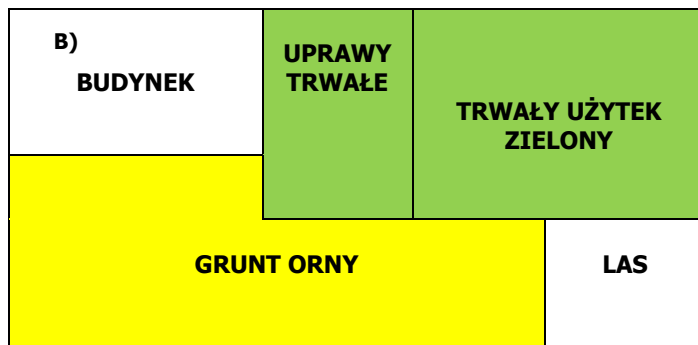 B)
BUDYNEK
UPRAWY
TRWAŁE
TRWAŁY UŻYTEK
ZIELONY
GRUNT ORNY
LAS